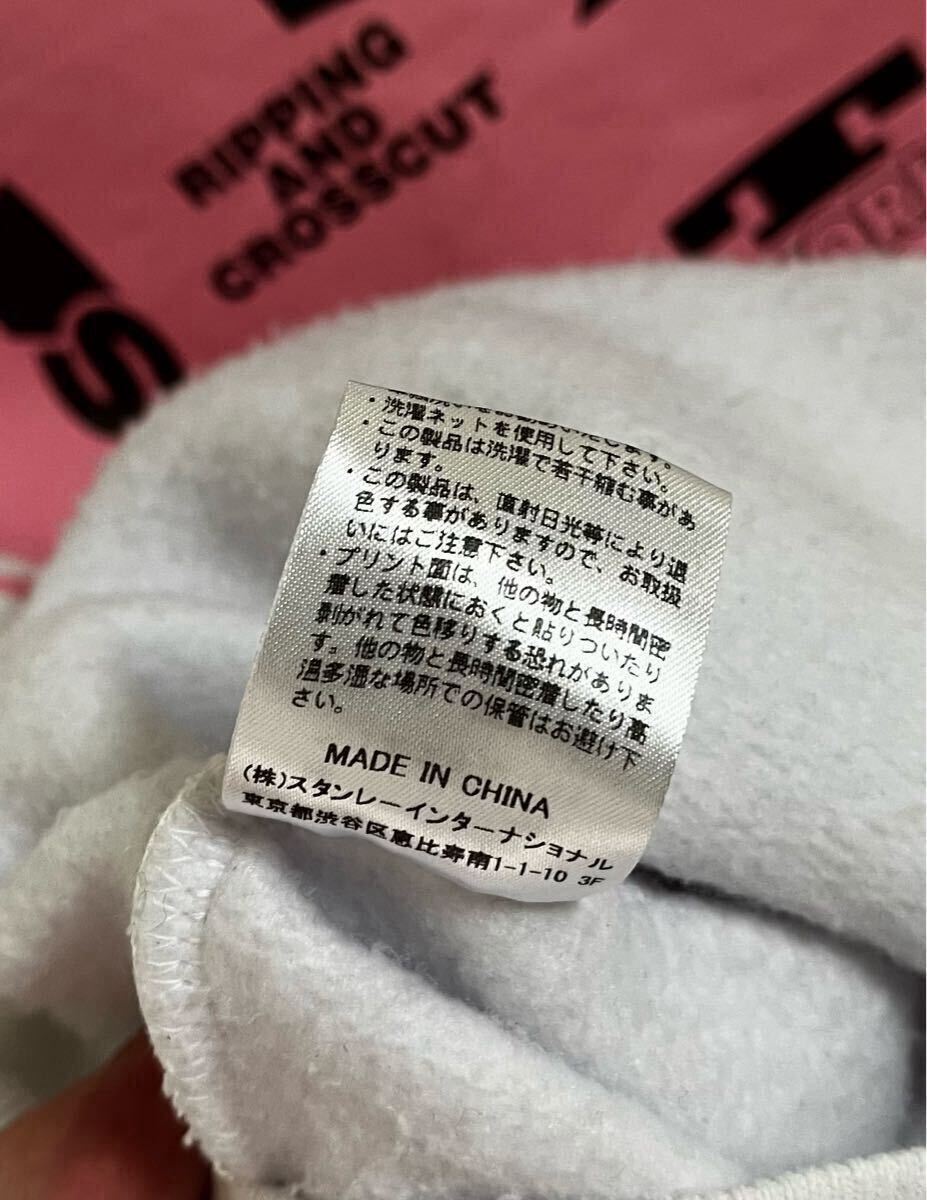 RIPPING
AND
CROSSCUT
S
T
・洗濯ネットを使用して下さい。
・この製品は洗濯で若干縮む事があ
ります。
・この製品は、直射日光等により退
色する事がありますので、お取扱
いにはご注意下さい。
・プリント面は、他の物と長時間密
着した状態におくと貼りついたり
剥がれて色移りする恐れがありま
す。他の物と長時間密着したり高
温多湿な場所での保管はお避け下
さい。
MADE IN CHINA
(株)スタンレーインターナショナル
東京都渋谷区恵比寿南1-1-10 3F